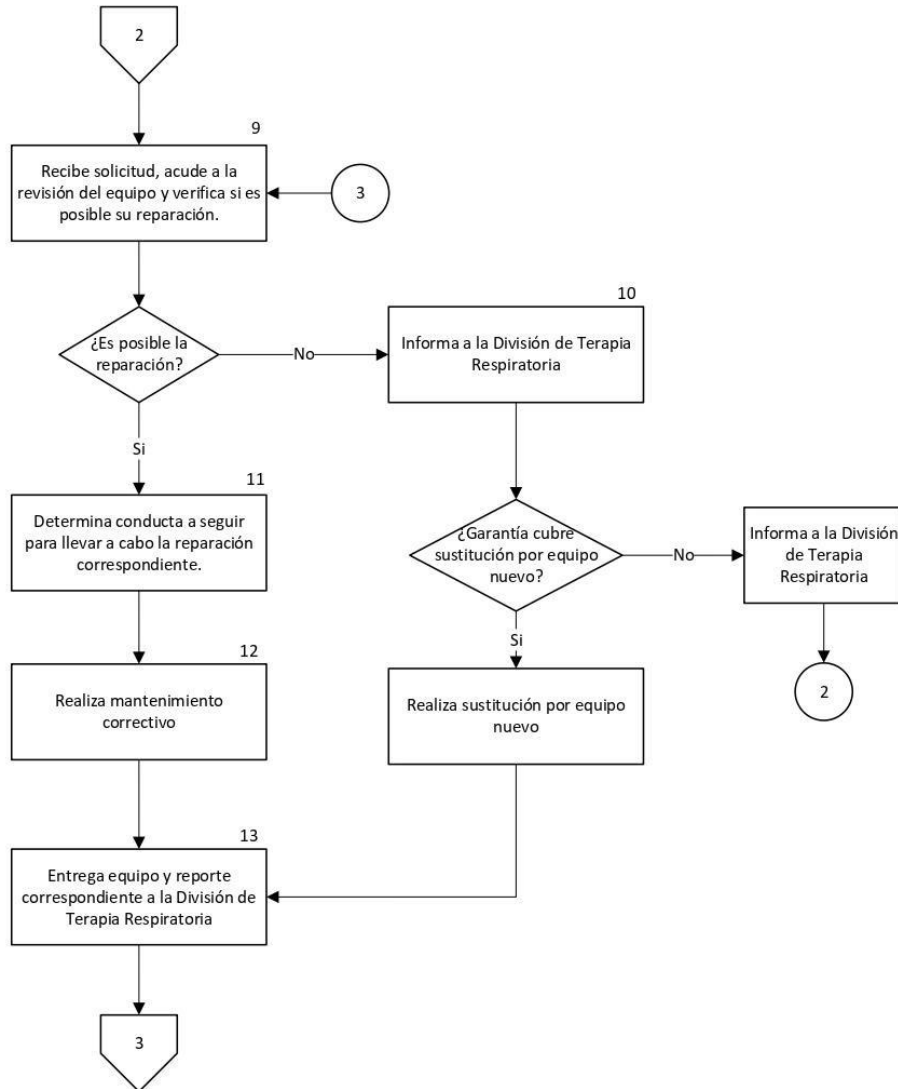 2
9
Recibe solicitud, acude a la
revisión del equipo y verifica si es
posible su reparación.
3
¿Es posible la
reparación?
No
10
Informa a la División de Terapia
Respiratoria
Si
11
Determina conducta a seguir
para llevar a cabo la reparación
correspondiente.
¿Garantía cubre
sustitución por equipo
nuevo?
No
Informa a la División
de Terapia
Respiratoria
Si
12
Realiza mantenimiento
correctivo
Realiza sustitución por equipo
nuevo
2
13
Entrega equipo y reporte
correspondiente a la División de
Terapia Respiratoria
3